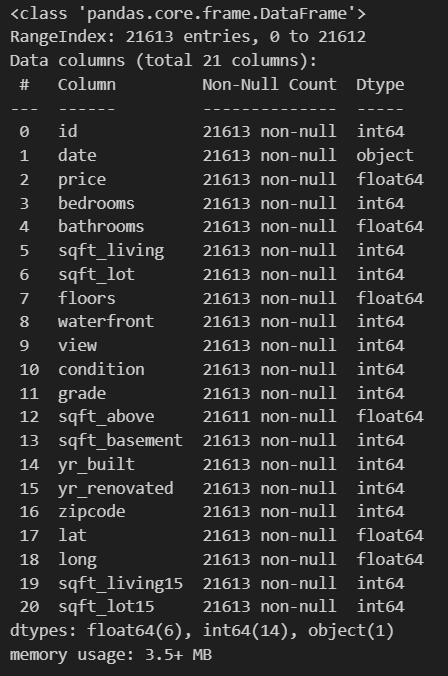 <class 'pandas.core.frame.DataFrame'>
RangeIndex: 21613 entries, 0 to 21612
Data columns (total 21 columns):
 #   Column         Non-Null Count  Dtype
---  ------         --------------  -----
 0   id             21613 non-null  int64
 1   date           21613 non-null  object
 2   price          21613 non-null  float64
 3   bedrooms       21613 non-null  int64
 4   bathrooms      21613 non-null  float64
 5   sqft_living    21613 non-null  int64
 6   sqft_lot       21613 non-null  int64
 7   floors         21613 non-null  float64
 8   waterfront     21613 non-null  int64
 9   view           21613 non-null  int64
 10  condition      21613 non-null  int64
 11  grade          21613 non-null  int64
 12  sqft_above     21611 non-null  float64
 13  sqft_basement  21613 non-null  int64
 14  yr_built       21613 non-null  int64
 15  yr_renovated   21613 non-null  int64
 16  zipcode        21613 non-null  int64
 17  lat            21613 non-null  float64
 18  long           21613 non-null  float64
 19  sqft_living15  21613 non-null  int64
 20  sqft_lot15     21613 non-null  int64
dtypes: float64(6), int64(14), object(1)
memory usage: 3.5+ MB